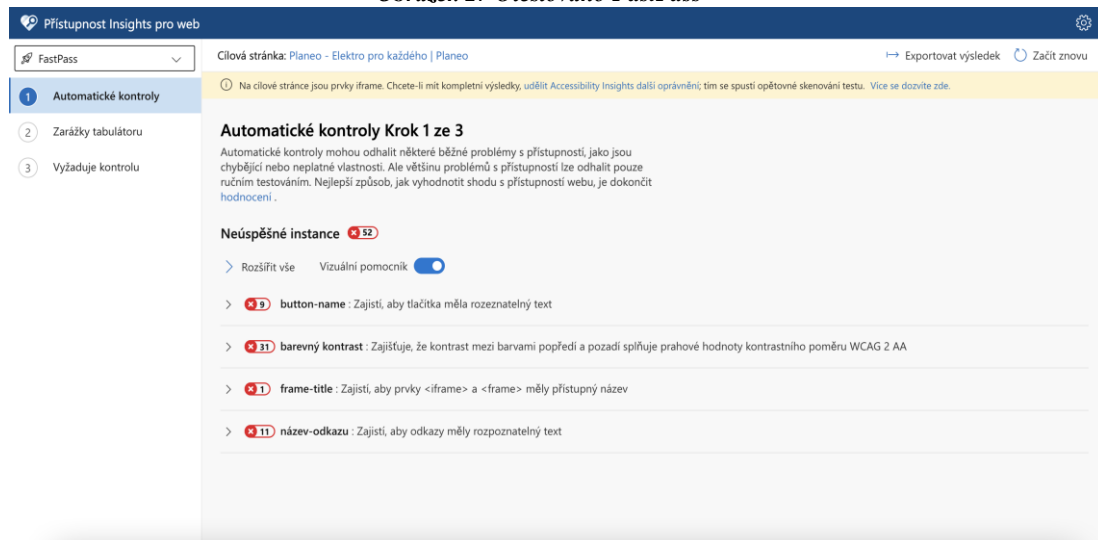 Přístupnost Insights pro web
FastPass
Cílová stránka: Planeo - Elektro pro každého | Planeo
Exportovat výsledek
Začít znovu
Na cílové stránce jsou prvky iframe. Chcete-li mít kompletní výsledky, udělit Accessibility Insights další oprávnění; tím se spustí opětovné skenování testu. Více se dozvíte zde.
1 Automatické kontroly
2 Zarážky tabulátoru
3 Vyžaduje kontrolu
Automatické kontroly Krok 1 ze 3
Automatické kontroly mohou odhalit některé běžné problémy s přístupností, jako jsou
chybějící nebo neplatné vlastnosti. Ale většinu problémů s přístupností lze odhalit pouze
ručním testováním. Nejlepší způsob, jak vyhodnotit shodu s přístupností webu, je dokončit
hodnocení .
Neúspěšné instance 52
Rozšířit vše Vizuální pomocník
9 button-name : Zajistí, aby tlačítka měla rozeznatelný text
31 barevný kontrast : Zajišťuje, že kontrast mezi barvami popředí a pozadí splňuje prahové hodnoty kontrastního poměru WCAG 2 AA
1 frame-title : Zajistí, aby prvky <iframe> a <frame> měly přístupný název
11 název-odkazu : Zajistí, aby odkazy měly rozpoznatelný text